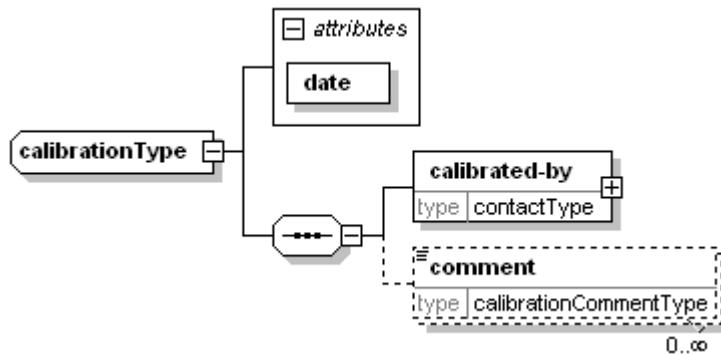 attributes
date
calibrationType
calibrated-by
type contactType
comment
type calibrationCommentType
0..∞